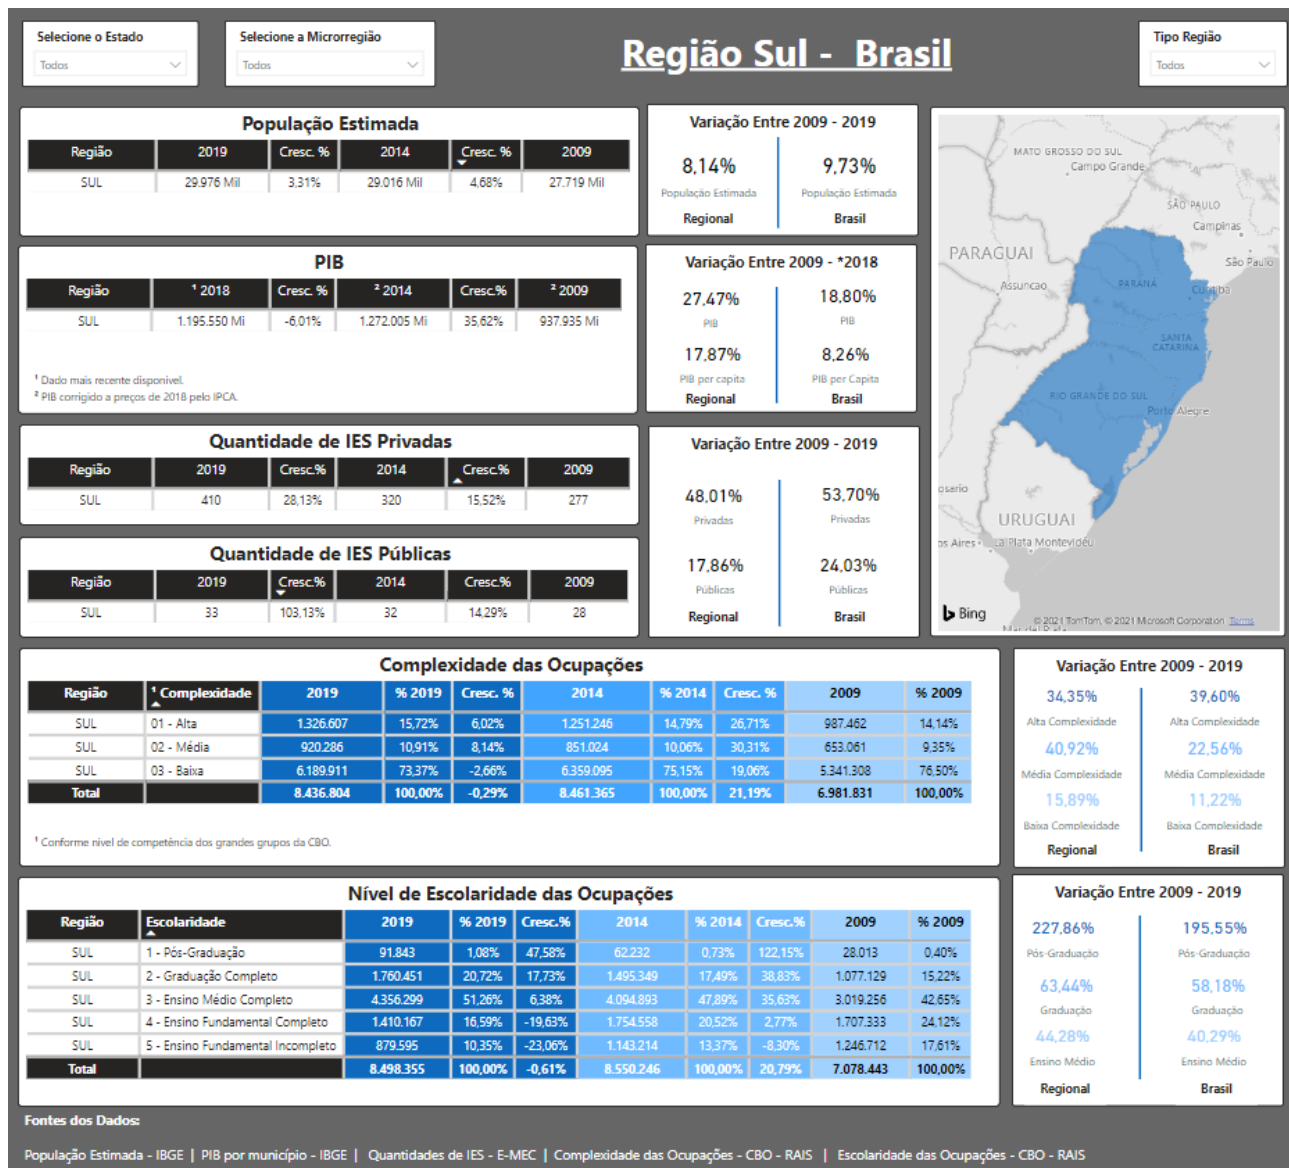 Selecione o Estado
Todos
Selecione a Microrregião
Todos
Região Sul -  Brasil
Tipo Região
Todos
População Estimada
Região 2019 Cresc. % 2014 Cresc. % 2009
SUL 29.976 Mil 3,31% 29.016 Mil 4,68% 27.719 Mil
Variação Entre 2009 - 2019
8,14% 9,73%
População Estimada População Estimada
Regional Brasil
PIB
Região ¹ 2018 Cresc. % ² 2014 Cresc.% ² 2009
SUL 1.195.550 Mi -6,01% 1.272.005 Mi 35,62% 937.935 Mi
¹ Dado mais recente disponivel.
² PIB corrigido a preços de 2018 pelo IPCA.
Variação Entre 2009 - *2018
27,47% 18,80%
PIB PIB
17,87% 8,26%
PIB per capita PIB per Capita
Regional Brasil
Quantidade de IES Privadas
Região 2019 Cresc.% 2014 Cresc.% 2009
SUL 410 28,13% 320 15,52% 277
Quantidade de IES Públicas
Região 2019 Cresc.% 2014 Cresc.% 2009
SUL 33 103,13% 32 14,29% 28
Variação Entre 2009 - 2019
48,01% 53,70%
Privadas Privadas
17,86% 24,03%
Públicas Públicas
Regional Brasil
MATO GROSSO DO SUL
Campo Grande
SÃO PAULO
Campinas
PARAGUAI
São Paulo
Assuncao
PARANÁ
Curitiba
SANTA
CATARINA
RIO GRANDE DO SUL
Porto Alegre
osario
URUGUAI
os Aires
La Plata Montevidéu
Bing
© 2021 TomTom, © 2021 Microsoft Corporation Terms
Complexidade das Ocupações
Região ¹ Complexidade 2019 % 2019 Cresc. % 2014 % 2014 Cresc. % 2009 % 2009
SUL 01 - Alta 1.326.607 15,72% 6,02% 1.251.246 14,79% 26,71% 987.462 14,14%
SUL 02 - Média 920.286 10,91% 8,14% 851.024 10,06% 30,31% 653.061 9,35%
SUL 03 - Baixa 6.189.911 73,37% -2,66% 6.359.095 75,15% 19,06% 5.341.308 76,50%
Total 8.436.804 100,00% -0,29% 8.461.365 100,00% 21,19% 6.981.831 100,00%
¹ Conforme nivel de competência dos grandes grupos da CBO.
Variação Entre 2009 - 2019
34,35% 39,60%
Alta Complexidade Alta Complexidade
40,92% 22,56%
Média Complexidade Média Complexidade
15,89% 11,22%
Baixa Complexidade Baixa Complexidade
Regional Brasil
Nível de Escolaridade das Ocupações
Região Escolaridade 2019 % 2019 Cresc.% 2014 % 2014 Cresc.% 2009 % 2009
SUL 1 - Pós-Graduação 91.843 1,08% 47,58% 62.232 0,73% 122,15% 28.013 0,40%
SUL 2 - Graduação Completo 1.760.451 20,72% 17,73% 1.495.349 17,49% 38,83% 1.077.129 15,22%
SUL 3 - Ensino Médio Completo 4.356.299 51,26% 6,38% 4.094.893 47,89% 35,63% 3.019.256 42,65%
SUL 4 - Ensino Fundamental Completo 1.410.167 16,59% -19,63% 1.754.558 20,52% 2,77% 1.707.333 24,12%
SUL 5 - Ensino Fundamental Incompleto 879.595 10,35% -23,06% 1.143.214 13,37% -8,30% 1.246.712 17,61%
Total 8.498.355 100,00% -0,61% 8.550.246 100,00% 20,79% 7.078.443 100,00%
Variação Entre 2009 - 2019
227,86% 195,55%
Pós-Graduação Pós-Graduação
63,44% 58,18%
Graduação Graduação
44,28% 40,29%
Ensino Médio Ensino Médio
Regional Brasil
Fontes dos Dados:
População Estimada - IBGE | PIB por município - IBGE | Quantidades de IES - E-MEC | Complexidade das Ocupações - CBO - RAIS | Escolaridade das Ocupações - CBO - RAIS